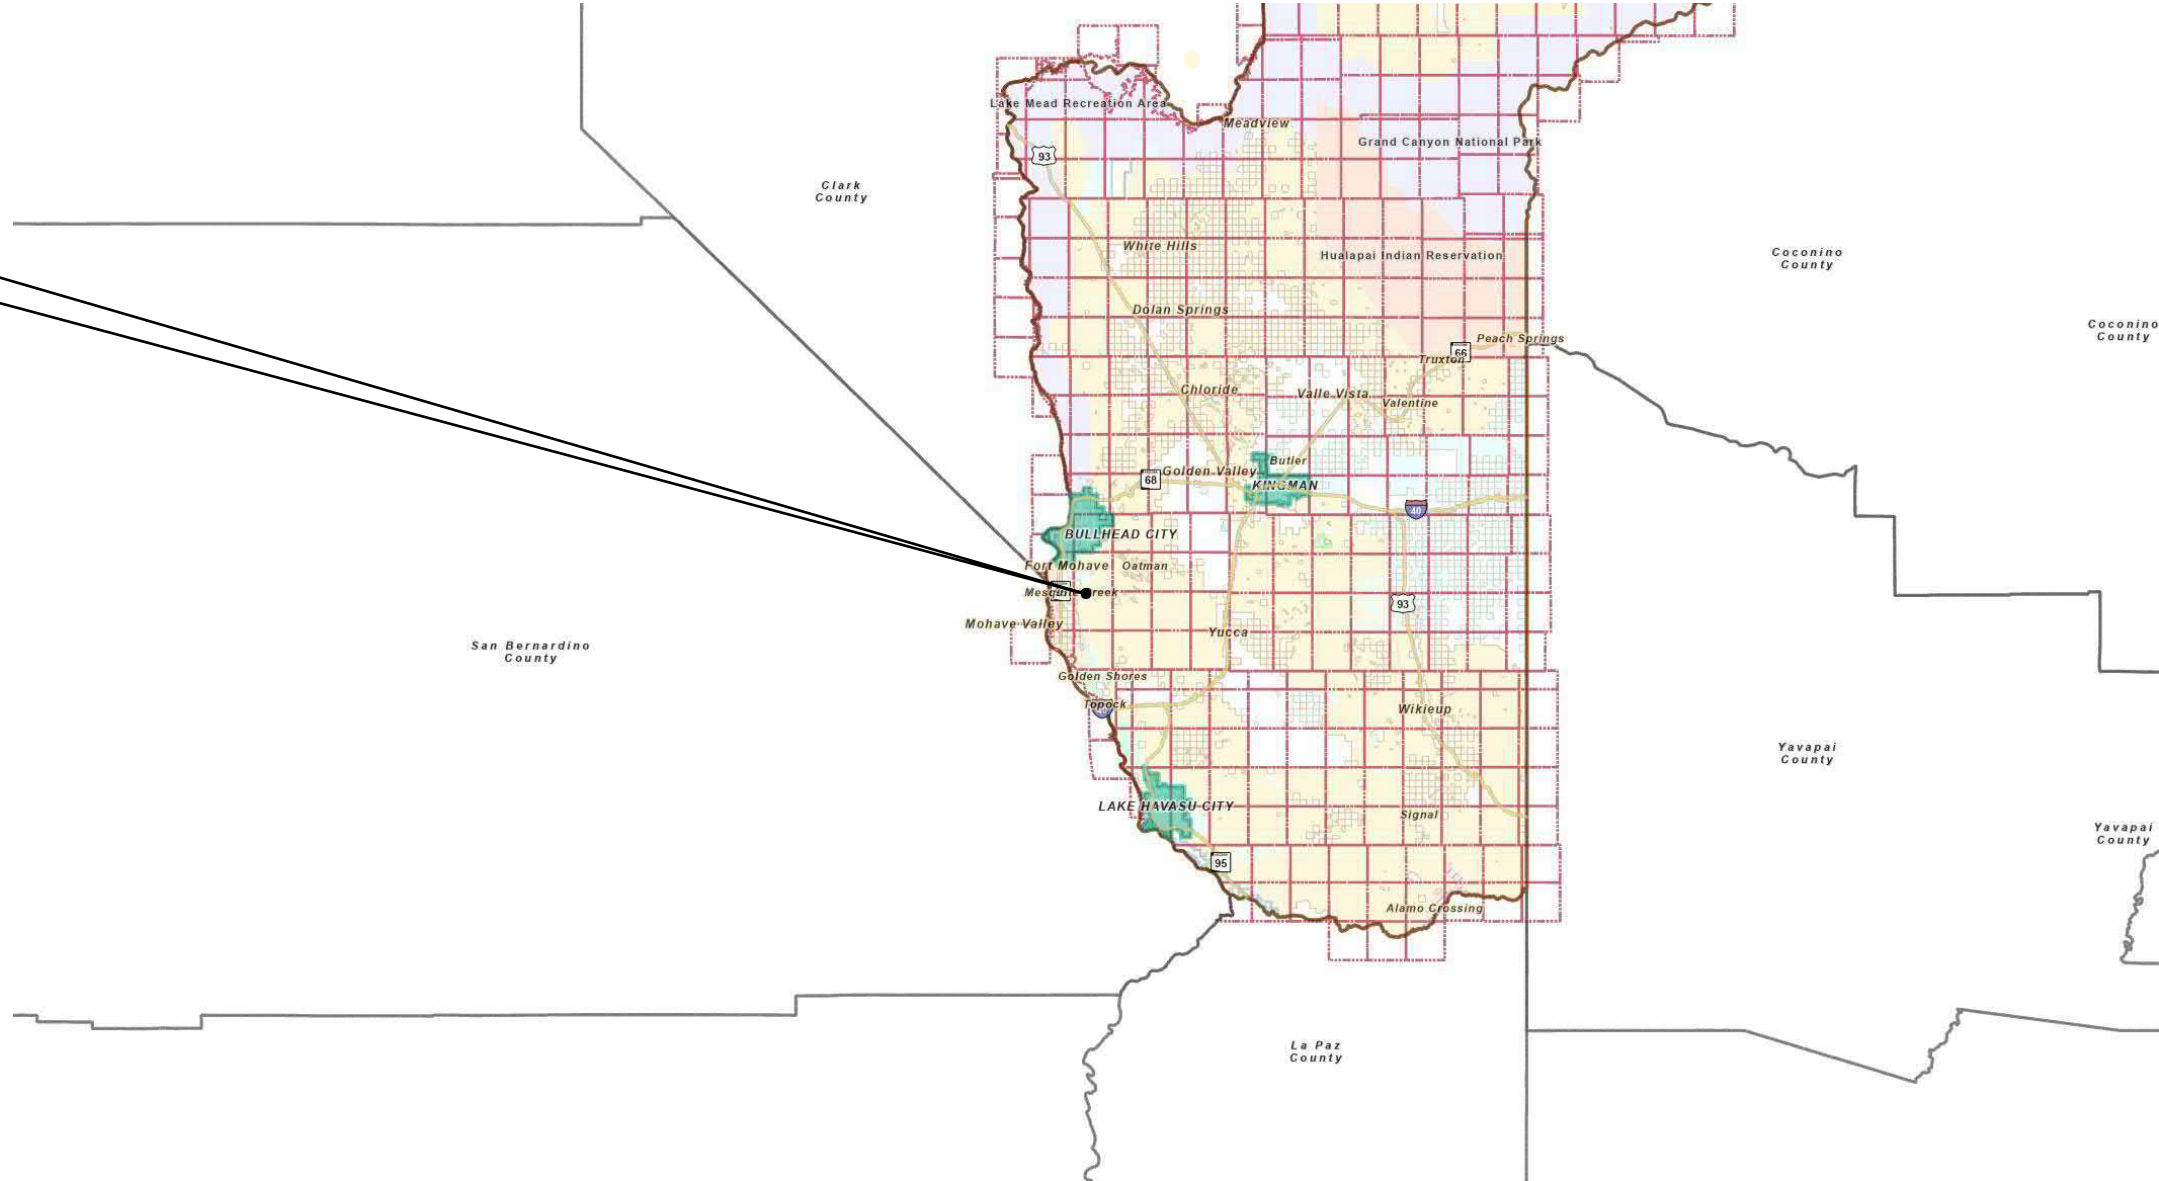 Lake Mead Recreation Area
Meadview
Grand Canyon National Park
93
Clark
County
White Hills
Hualapai Indian Reservation
Coconino
County
Dolan Springs
Coconino
County
Peach Springs
66
Truxton
Chloride
Valle Vista
Valentine
Butler
Golden Valley
68
KINGMAN
40
BULLHEAD CITY
Fort Mohave
Oatman
Mesquite Creek
93
Mohave Valley
Yucca
San Bernardino
County
Golden Shores
Topock
Wikieup
Yavapai
County
LAKE HAVASU CITY
Signal
Yavapai
County
95
Alamo Crossing
La Paz
County